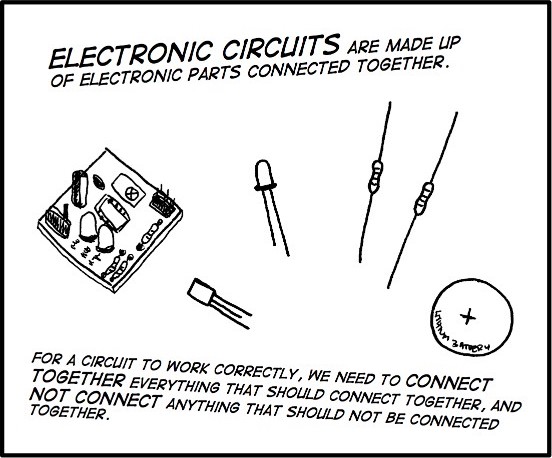 ELECTRONIC CIRCUITS ARE MADE UP
OF ELECTRONIC PARTS CONNECTED TOGETHER.
+
LITHIUM BATTERY
FOR A CIRCUIT TO WORK CORRECTLY, WE NEED TO CONNECT
TOGETHER EVERYTHING THAT SHOULD CONNECT TOGETHER, AND
NOT CONNECT ANYTHING THAT SHOULD NOT BE CONNECTED
TOGETHER.